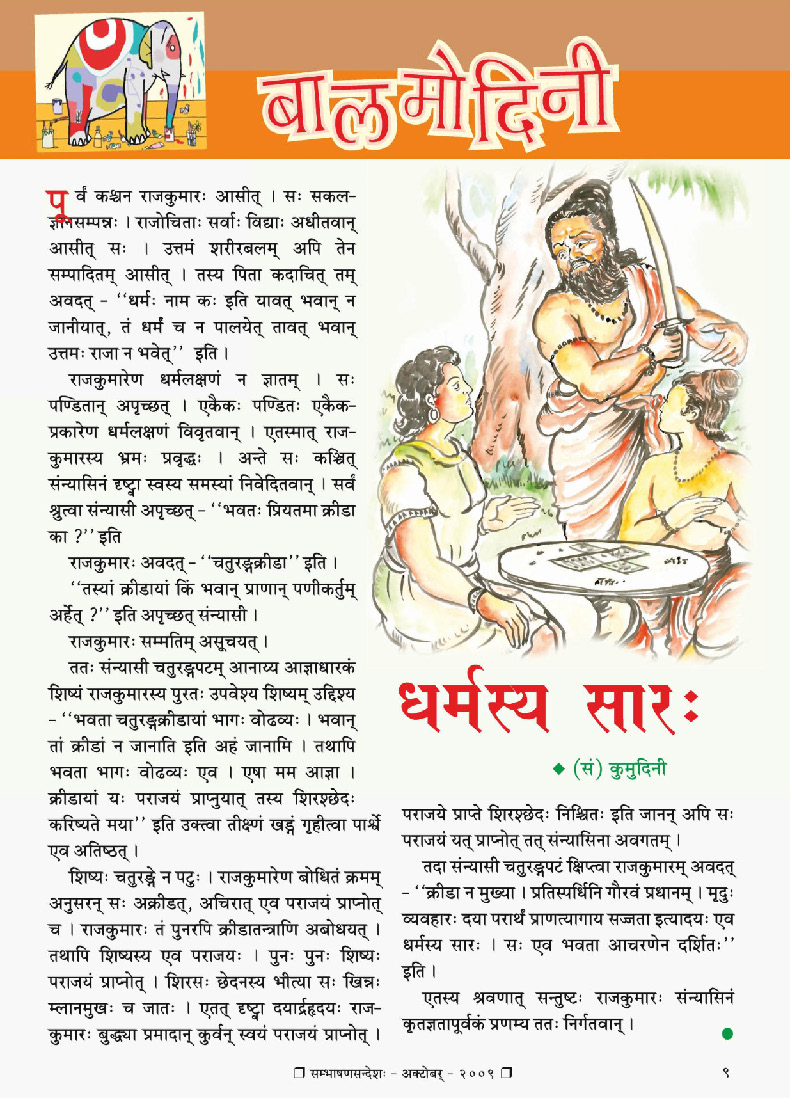 बालमोदिनी
पूर्वं कश्चन राजकुमारः आसीत् । सः सकल-
ज्ञानसम्पन्नः । राजोचिताः सर्वाः विद्याः अधीतवान्
आसीत् सः । उत्तमं शरीरबलम् अपि तेन
सम्पादितम् आसीत् । तस्य पिता कदाचित् तम्
अवदत् - ‘‘धर्मः नाम कः इति यावत् भवान् न
जानीयात्, तं धर्मं च न पालयेत् तावत् भवान्
उत्तमः राजा न भवेत्’’ इति ।
राजकुमारेण धर्मलक्षणं न ज्ञातम् । सः
पण्डितान् अपृच्छत् । एकैकः पण्डितः एकैक-
प्रकारेण धर्मलक्षणं विवृतवान् । एतस्मात् राज-
कुमारस्य भ्रमः प्रवृद्धः । अन्ते सः कञ्चित्
संन्यासिनं दृष्ट्वा स्वस्य समस्यां निवेदितवान् । सर्वं
श्रुत्वा संन्यासी अपृच्छत् - ‘‘भवतः प्रियतमा क्रीडा
का ?’’ इति
राजकुमारः अवदत् - ‘‘चतुरङ्गक्रीडा’’ इति ।
‘‘तस्यां क्रीडायां किं भवान् प्राणान् पणीकर्तुम्
अर्हेत् ?’’ इति अपृच्छत् संन्यासी ।
राजकुमारः सम्मतिम् असूचयत् ।
ततः संन्यासी चतुरङ्गपटम् आनाय्य आज्ञाधारकं
शिष्यं राजकुमारस्य पुरतः उपवेश्य शिष्यम् उद्दिश्य
- ‘‘भवता चतुरङ्गक्रीडायां भागः वोढव्यः । भवान्
तां क्रीडां न जानाति इति अहं जानामि । तथापि
भवता भागः वोढव्यः एव । एषा मम आज्ञा ।
क्रीडायां यः पराजयं प्राप्नुयात् तस्य शिरश्छेदः
करिष्यते मया’’ इति उक्त्वा तीक्ष्णं खड्गं गृहीत्वा पार्श्वे
एव अतिष्ठत् ।
शिष्यः चतुरङ्गे न पटुः । राजकुमारेण बोधितं क्रमम्
अनुसरन् सः अक्रीडत्, अचिरात् एव पराजयं प्राप्नोत्
च । राजकुमारः तं पुनरपि क्रीडातन्त्राणि अबोधयत् ।
तथापि शिष्यस्य एव पराजयः । पुनः पुनः शिष्यः
पराजयं प्राप्नोत् । शिरसः छेदनस्य भीत्या सः खिन्नः
म्लानमुखः च जातः । एतत् दृष्ट्वा दयार्द्रहृदयः राज-
कुमारः बुद्ध्या प्रमादान् कुर्वन् स्वयं पराजयं प्राप्नोत् ।
धर्मस्य सारः
◆ (सं) कुमुदिनी
पराजये प्राप्ते शिरश्छेदः निश्चितः इति जानन् अपि सः
पराजयं यत् प्राप्नोत् तत् संन्यासिना अवगतम् ।
तदा संन्यासी चतुरङ्गपटं क्षिप्त्वा राजकुमारम् अवदत्
- ‘‘क्रीडा न मुख्या । प्रतिस्पर्धिनि गौरवं प्रधानम् । मृदुः
व्यवहारः दया परार्थं प्राणत्यागाय सज्जता इत्यादयः एव
धर्मस्य सारः । सः एव भवता आचरणेन दर्शितः’’
इति ।
एतस्य श्रवणात् सन्तुष्टः राजकुमारः संन्यासिनं
कृतज्ञतापूर्वकं प्रणम्य ततः निर्गतवान् ।
❐ सम्भाषणसन्देशः - अक्टोबर् - २००९ ❐
९